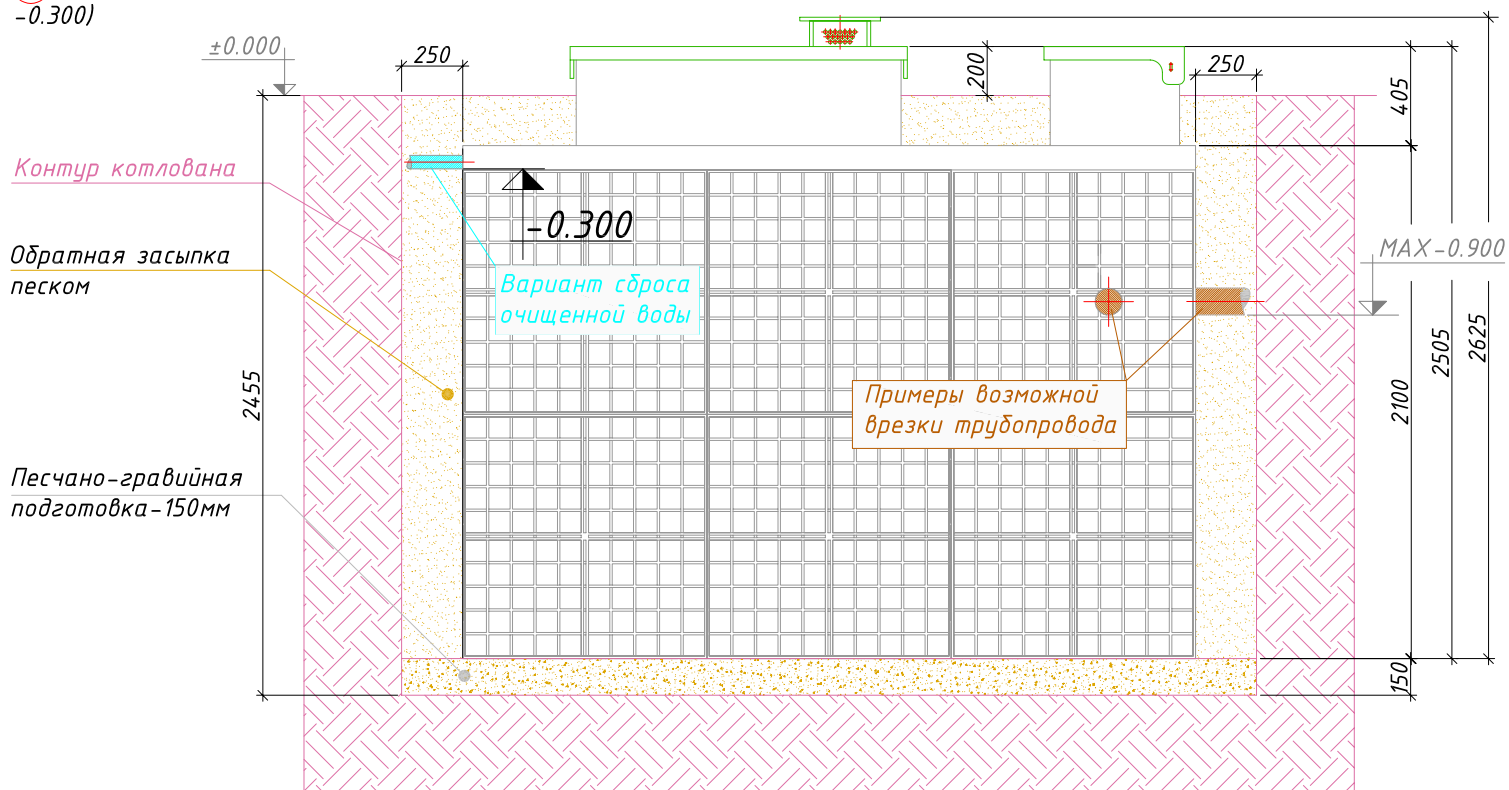 -0.300)
±0.000
250
200
250
405
Контур котлована
-0.300
Обратная засыпка
песком
MAX-0.900
Вариант сброса
очищенной воды
2625
2505
2455
2100
Примеры возможной
врезки трубопровода
Песчано-гравийная
подготовка-150мм
150